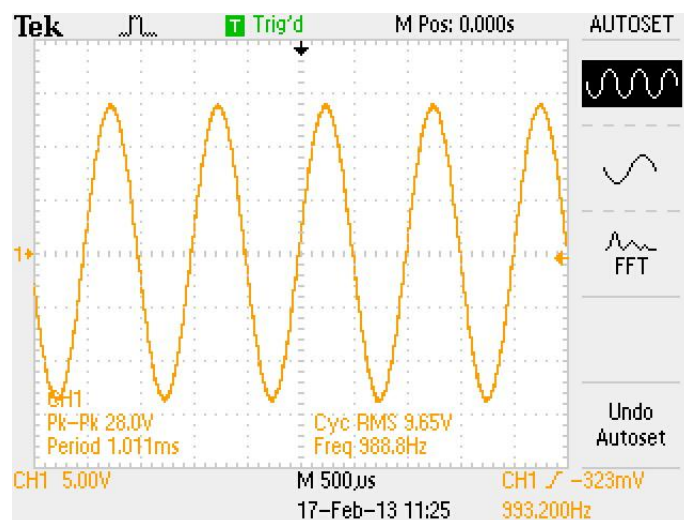 Tek Trig'd M Pos: 0.000s AUTOSET
1
FFT
CH1
Pk-Pk 28.0V Cyc RMS 9.65V
Period 1.011ms Freq 988.8Hz
Undo
Autoset
CH1 5.00V M 500µs CH1 -323mV
17-Feb-13 11:25 993.200Hz